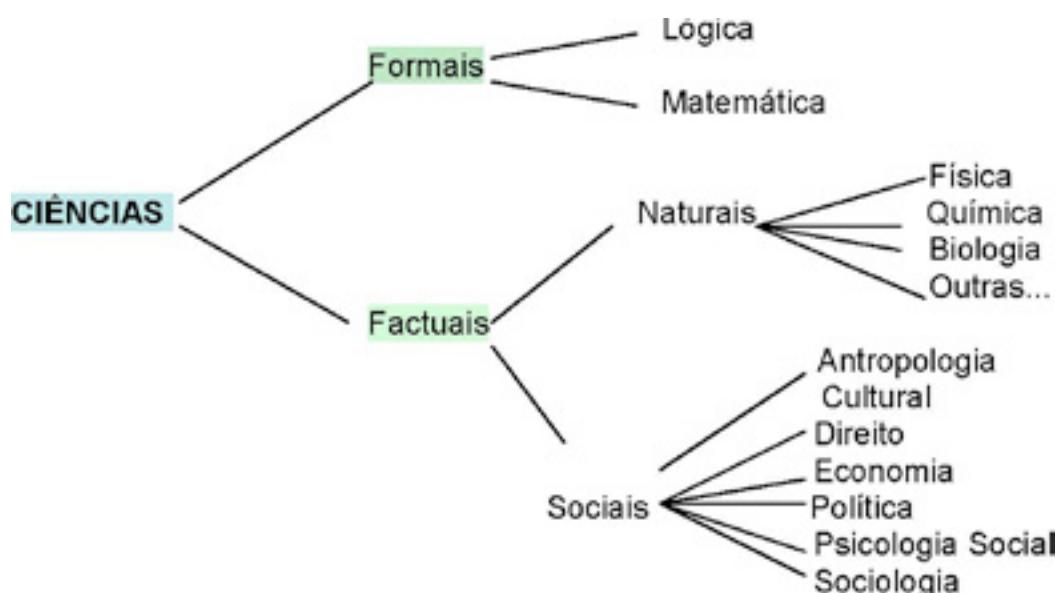 Lógica
Formais
Matemática
CIÊNCIAS
Naturais
Física
Química
Biologia
Outras...
Factuais
Antropologia
Cultural
Direito
Economia
Sociais
Política
Psicologia Social
Sociologia